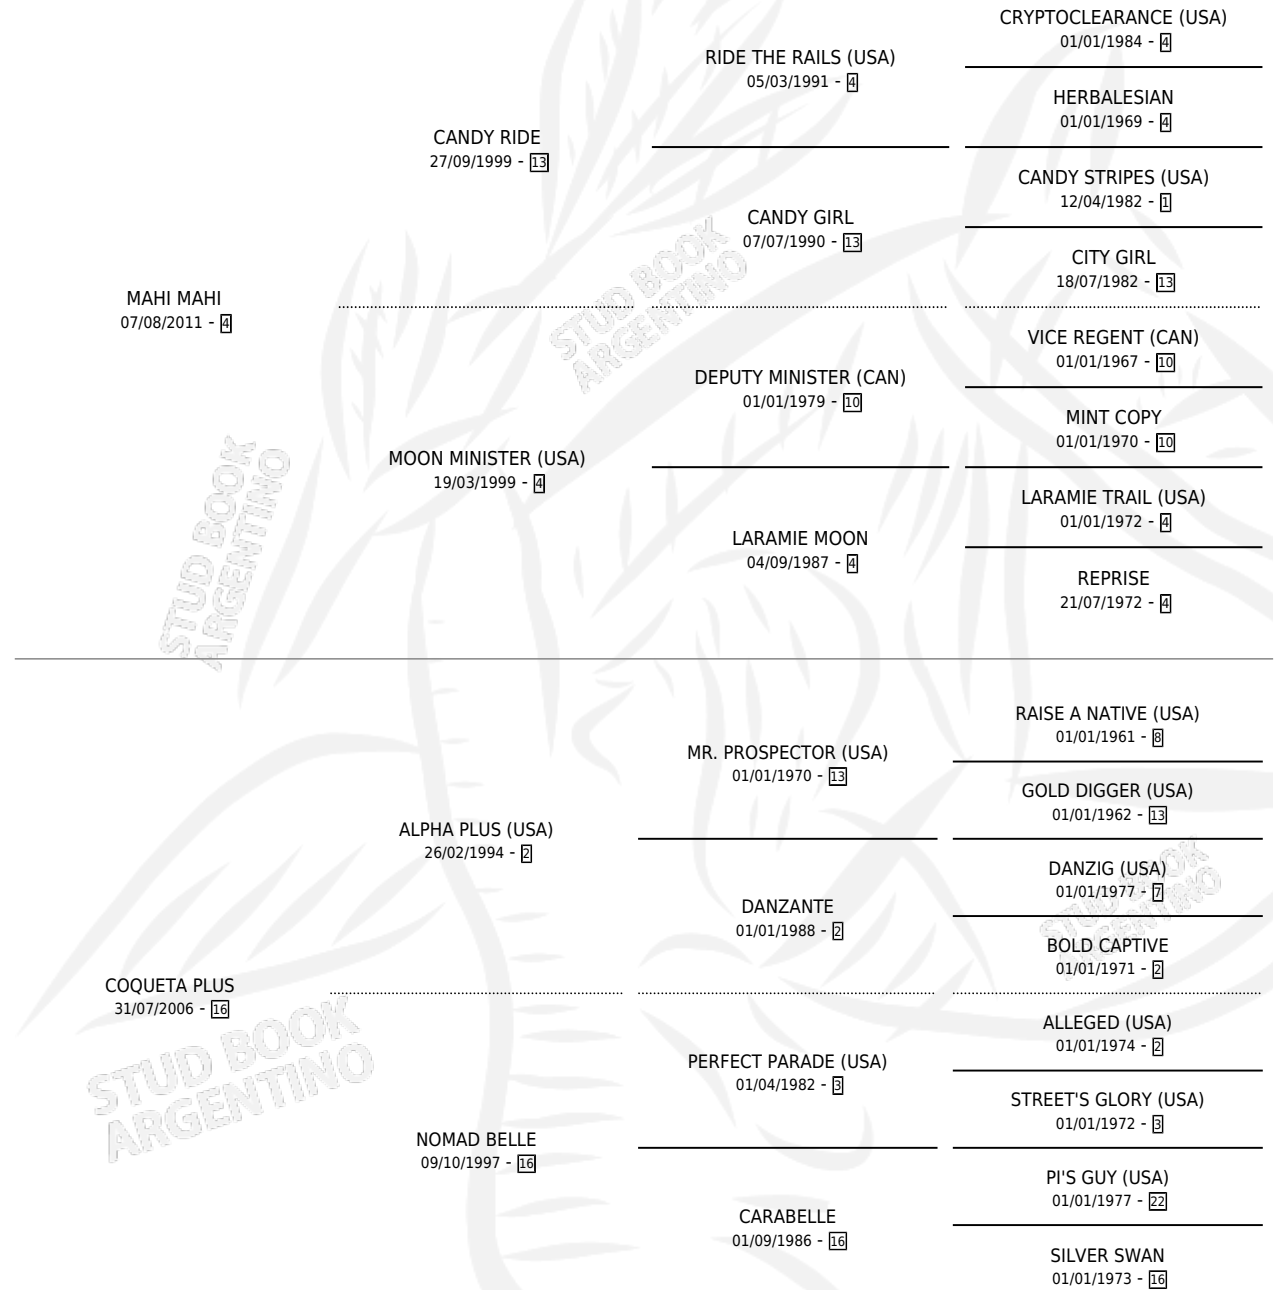 CRYPTOCLEARANCE (USA)
01/01/1984 - 4
RIDE THE RAILS (USA)
05/03/1991 - 4
HERBALESIAN
01/01/1969 - 4
CANDY RIDE
27/09/1999 - 13
CANDY STRIPES (USA)
12/04/1982 - 1
CANDY GIRL
07/07/1990 - 13
CITY GIRL
18/07/1982 - 13
MAHI MAHI
07/08/2011 - 4
VICE REGENT (CAN)
01/01/1967 - 10
DEPUTY MINISTER (CAN)
01/01/1979 - 10
MINT COPY
01/01/1970 - 10
MOON MINISTER (USA)
19/03/1999 - 4
LARAMIE TRAIL (USA)
01/01/1972 - 4
LARAMIE MOON
04/09/1987 - 4
REPRISE
21/07/1972 - 4
RAISE A NATIVE (USA)
01/01/1961 - 8
MR. PROSPECTOR (USA)
01/01/1970 - 13
GOLD DIGGER (USA)
01/01/1962 - 13
ALPHA PLUS (USA)
26/02/1994 - 2
DANZIG (USA)
01/01/1977 - 7
DANZANTE
01/01/1988 - 2
BOLD CAPTIVE
01/01/1971 - 2
COQUETA PLUS
31/07/2006 - 16
ALLEGED (USA)
01/01/1974 - 2
PERFECT PARADE (USA)
01/04/1982 - 3
STREET'S GLORY (USA)
01/01/1972 - 3
NOMAD BELLE
09/10/1997 - 16
PI'S GUY (USA)
01/01/1977 - 22
CARABELLE
01/09/1986 - 16
SILVER SWAN
01/01/1973 - 16
STUD BOOK
ARGENTINO
STUD BOOK
ARGENTINO
STUD BOOK
ARGENTINO
STUD BOOK
ARGENTINO